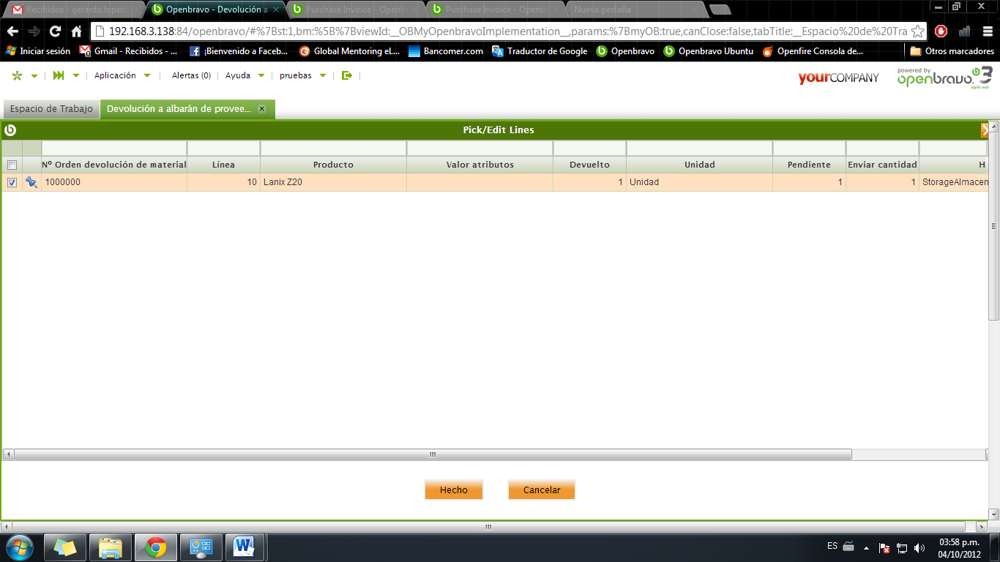 Recibidos - gerardo.lopez
Openbravo - Devolución a
Purchase Invoice - Openb
Purchase Invoice - Openb
Nueva pestaña
192.168.3.138:84/openbravo/#%7Bst:1,bm:%5B%7BviewId:__OBMyOpenbravoImplementation__,params:%7BmyOB:true,canClose:false,tabTitle:__Espacio%20de%20Tra
Iniciar sesión
Gmail - Recibidos - ...
¡Bienvenido a Faceb...
Global Mentoring eL...
Bancomer.com
Traductor de Google
Openbravo
Openbravo Ubuntu
Openfire Consola de...
Otros marcadores
Aplicación
Alertas (0)
Ayuda
pruebas
yourCOMPANY
powered by
openbravo 3
agile erp
Espacio de Trabajo
Devolución a albarán de provee...
Pick/Edit Lines
Nº Orden devolución de material Línea Producto Valor atributos Devuelto Unidad Pendiente Enviar cantidad H
1000000 10 Lanix Z20 1 Unidad 1 1 StorageAlmacen
Hecho
Cancelar
ES
03:58 p.m.
04/10/2012